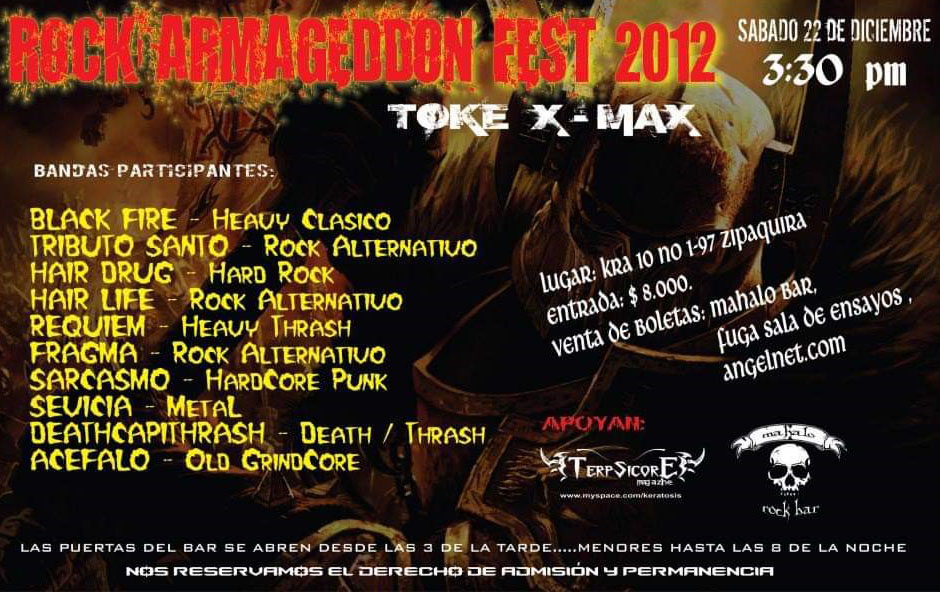 ROCK ARMAGEDDON FEST 2012
SABADO 22 DE DICIEMBRE
3:30 pm
TOKE X-MAX
BANDAS PARTICIPANTES:
BLACK FIRE - HEAVY CLASICO
TRIBUTO SANTO - ROCK ALTERNATIVO
HAIR DRUG - HARD ROCK
HAIR LIFE - ROCK ALTERNATIVO
REQUIEM - HEAVY THRASH
FRAGMA - ROCK ALTERNATIVO
SARCASMO - HARDCORE PUNK
SEVICIA - METAL
DEATHCAPITHRASH - DEATH / THRASH
ACEFALO - OLD GRINDCORE
lugar: kra 10 no 1-97 zipaquira
entrada: $ 8.000.
venta de boletas: mahalo bar,
fuga sala de ensayos ,
angelnet.com
APOYAN:
TERPSICORE
magazine
www.myspace.com/keratosis
mahalo
rock bar
LAS PUERTAS DEL BAR SE ABREN DESDE LAS 3 DE LA TARDE.....MENORES HASTA LAS 8 DE LA NOCHE
NOS RESERVAMOS EL DERECHO DE ADMISIÓN Y PERMANENCIA